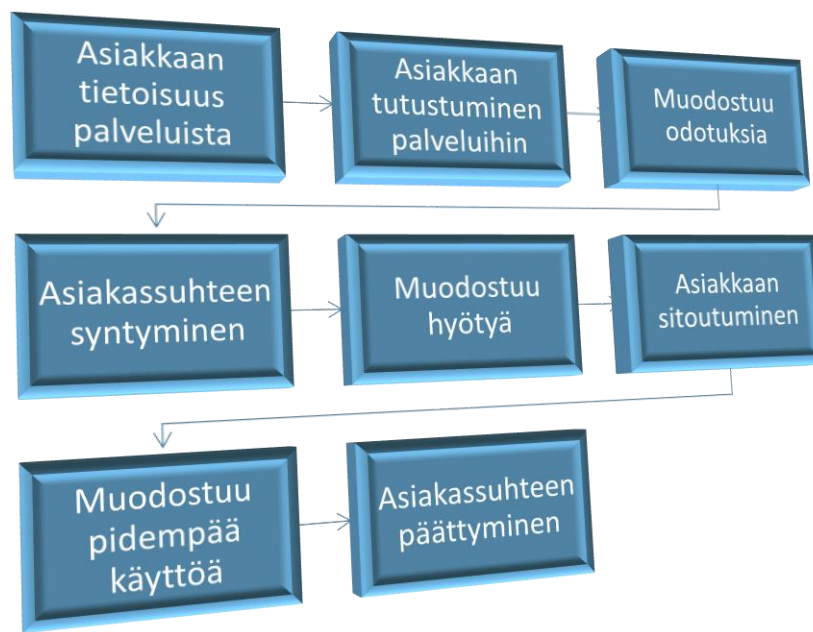 Asiakkaan
tietoisuus
palveluista
Asiakkaan
tutustuminen
palveluihin
Muodostuu
odotuksia
Asiakassuhteen
syntyminen
Muodostuu
hyötyä
Asiakkaan
sitoutuminen
Muodostuu
pidempää
käyttöä
Asiakassuhteen
päättyminen